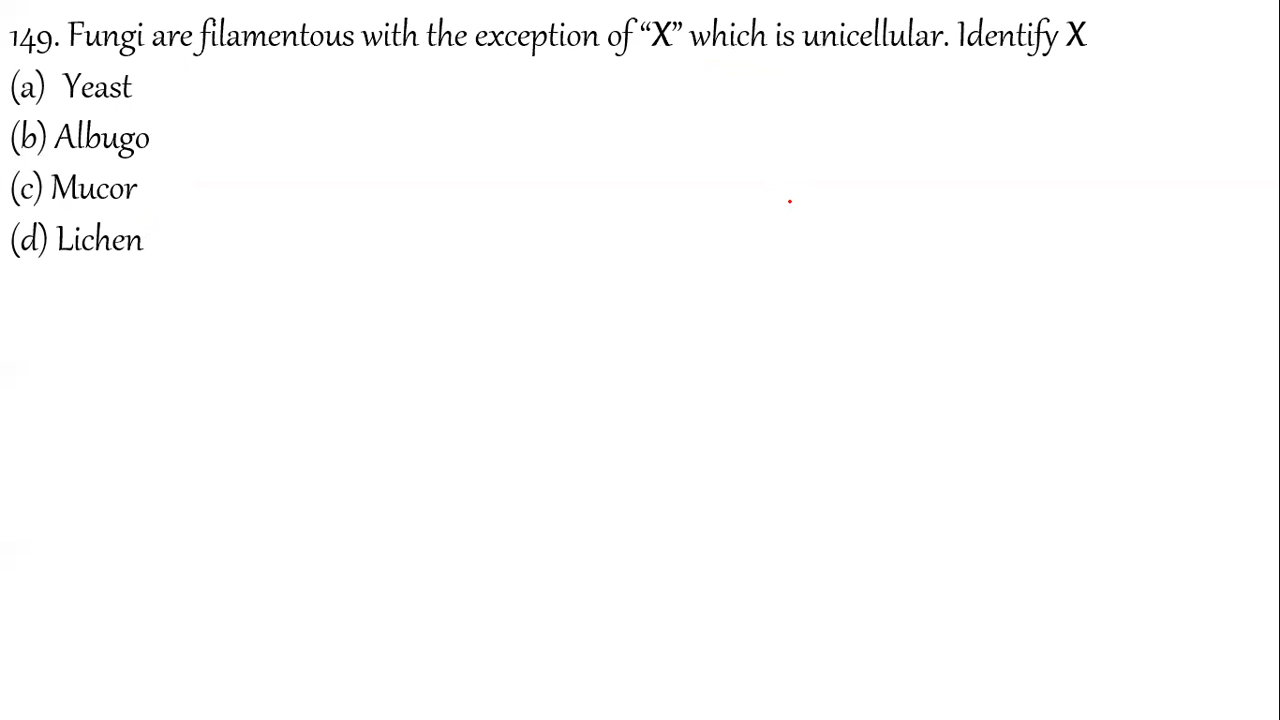 149. Fungi are filamentous with the exception of “X” which is unicellular. Identify X
(a) Yeast
(b) Albugo
(c) Mucor
(d) Lichen